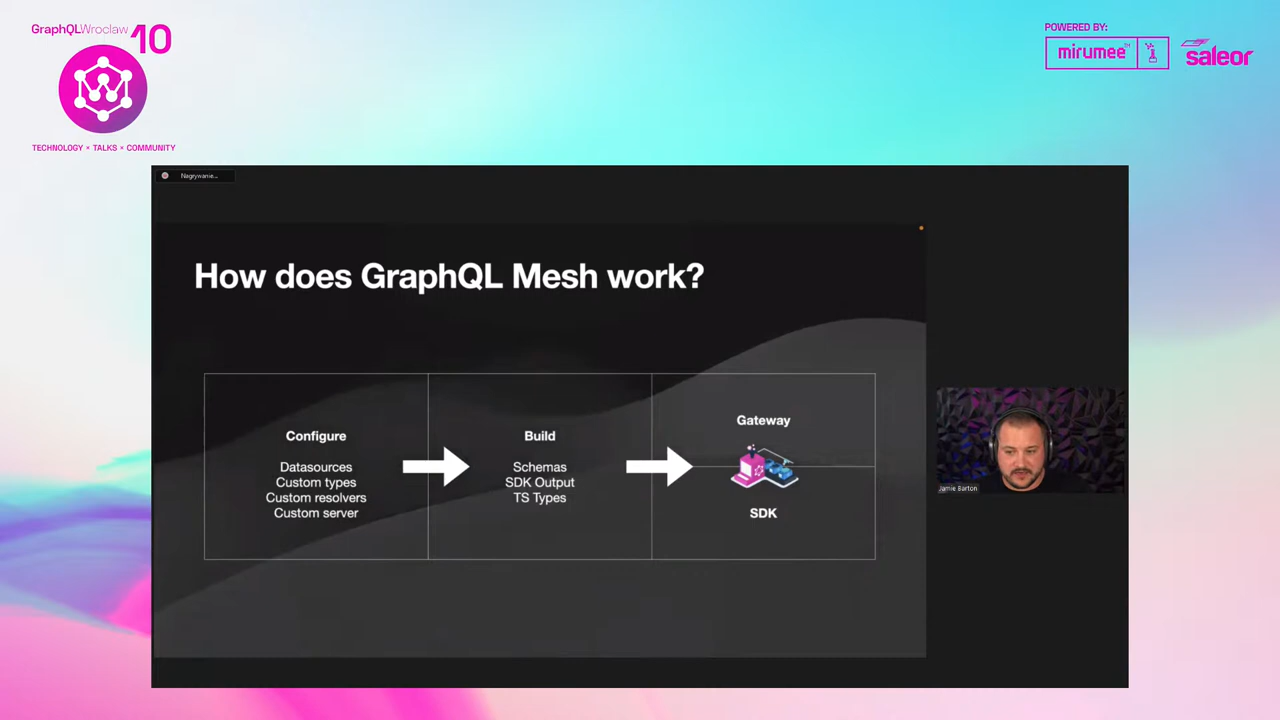 GraphQLWroclaw 10
TECHNOLOGY × TALKS × COMMUNITY
POWERED BY:
mirumee
saleor
Nagrywanie...
How does GraphQL Mesh work?
Configure
Datasources
Custom types
Custom resolvers
Custom server
Build
Schemas
SDK Output
TS Types
Gateway
SDK
Jamie Barton